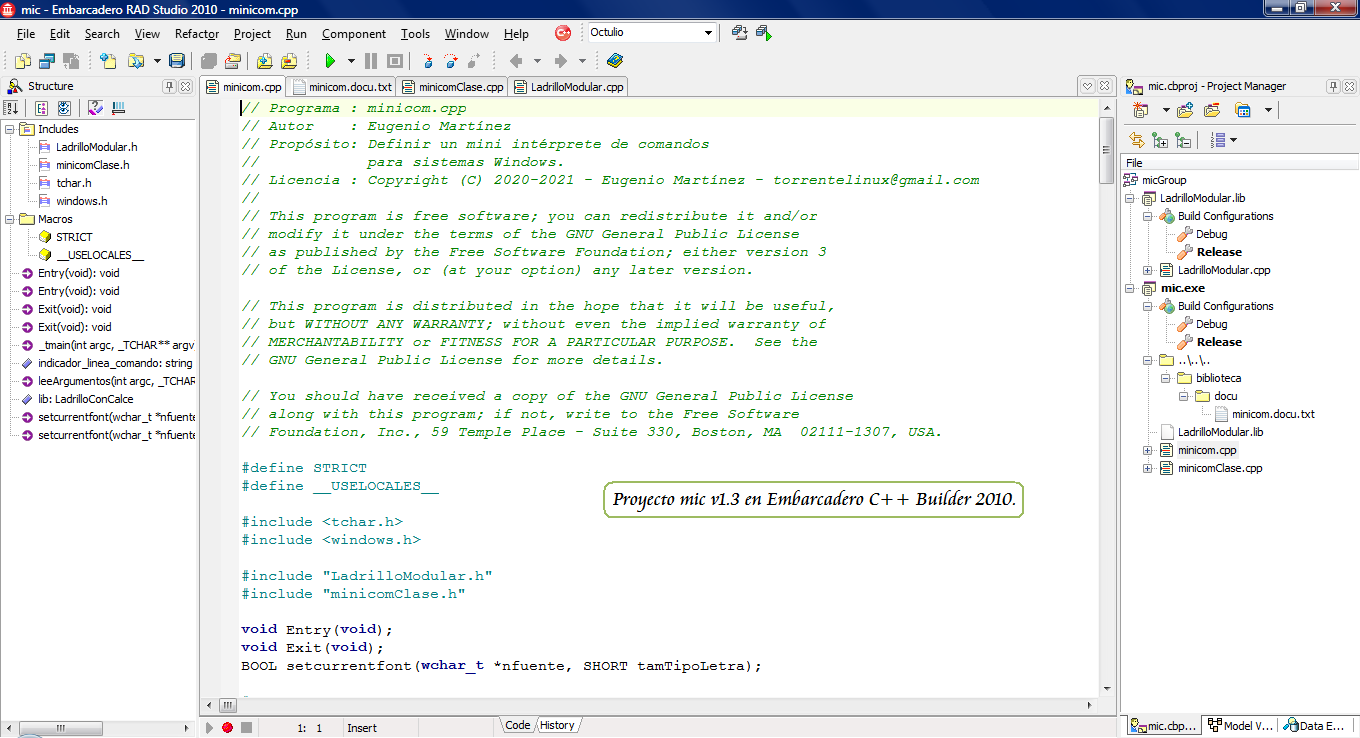 mic - Embarcadero RAD Studio 2010 - minicom.cpp
File Edit Search View Refactor Project Run Component Tools Window Help
Octulio
Structure
Includes
LadrilloModular.h
minicomClase.h
tchar.h
windows.h
Macros
STRICT
__USELOCALES__
Entry(void): void
Entry(void): void
Exit(void): void
Exit(void): void
_tmain(int argc, _TCHAR** argv
indicador_linea_comando: string
leeArgumentos(int argc, _TCHAR
lib: LadrilloConCalce
setcurrentfont(wchar_t *nfuente
setcurrentfont(wchar_t *nfuente
minicom.cpp minicom.docu.txt minicomClase.cpp LadrilloModular.cpp
// Programa : minicom.cpp
// Autor    : Eugenio Martínez
// Propósito: Definir un mini intérprete de comandos
//            para sistemas Windows.
// Licencia : Copyright (C) 2020-2021 - Eugenio Martínez - torrentelinux@gmail.com
//
// This program is free software; you can redistribute it and/or
// modify it under the terms of the GNU General Public License
// as published by the Free Software Foundation; either version 3
// of the License, or (at your option) any later version.
// This program is distributed in the hope that it will be useful,
// but WITHOUT ANY WARRANTY; without even the implied warranty of
// MERCHANTABILITY or FITNESS FOR A PARTICULAR PURPOSE.  See the
// GNU General Public License for more details.
// You should have received a copy of the GNU General Public License
// along with this program; if not, write to the Free Software
// Foundation, Inc., 59 Temple Place - Suite 330, Boston, MA  02111-1307, USA.
#define STRICT
#define __USELOCALES__
#include <tchar.h>
#include <windows.h>
#include "LadrilloModular.h"
#include "minicomClase.h"
void Entry(void);
void Exit(void);
BOOL setcurrentfont(wchar_t *nfuente, SHORT tamTipoLetra);
Proyecto mic v1.3 en Embarcadero C++ Builder 2010.
1: 1 Insert Code History
mic.cbproj - Project Manager
File
micGroup
LadrilloModular.lib
Build Configurations
Debug
Release
LadrilloModular.cpp
mic.exe
Build Configurations
Debug
Release
..\..\..
biblioteca
docu
minicom.docu.txt
LadrilloModular.lib
minicom.cpp
minicomClase.cpp
mic.cbp... Model V... Data E...